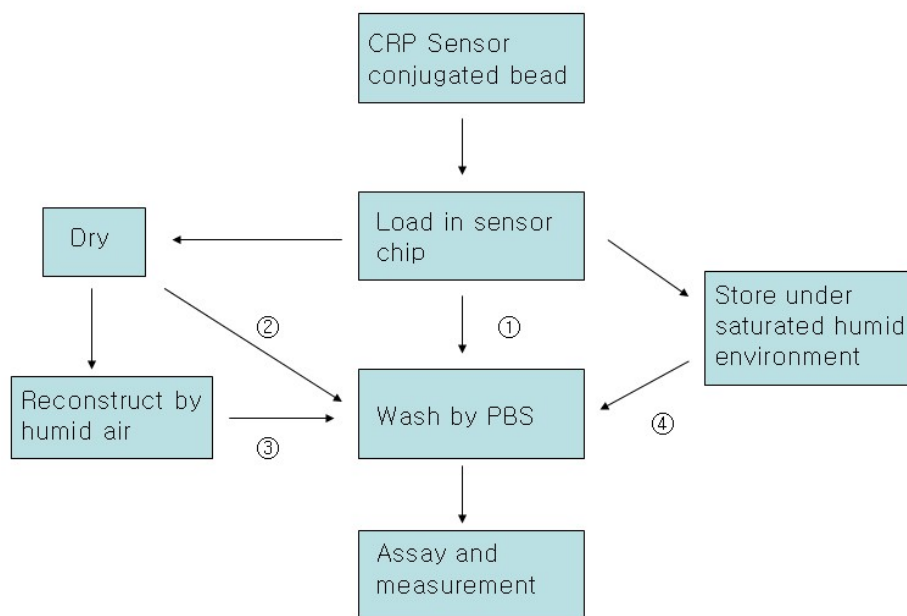 CRP Sensor
conjugated bead
Load in sensor
chip
Dry
Store under
saturated humid
environment
②
①
Reconstruct by
humid air
Wash by PBS
③
④
Assay and
measurement